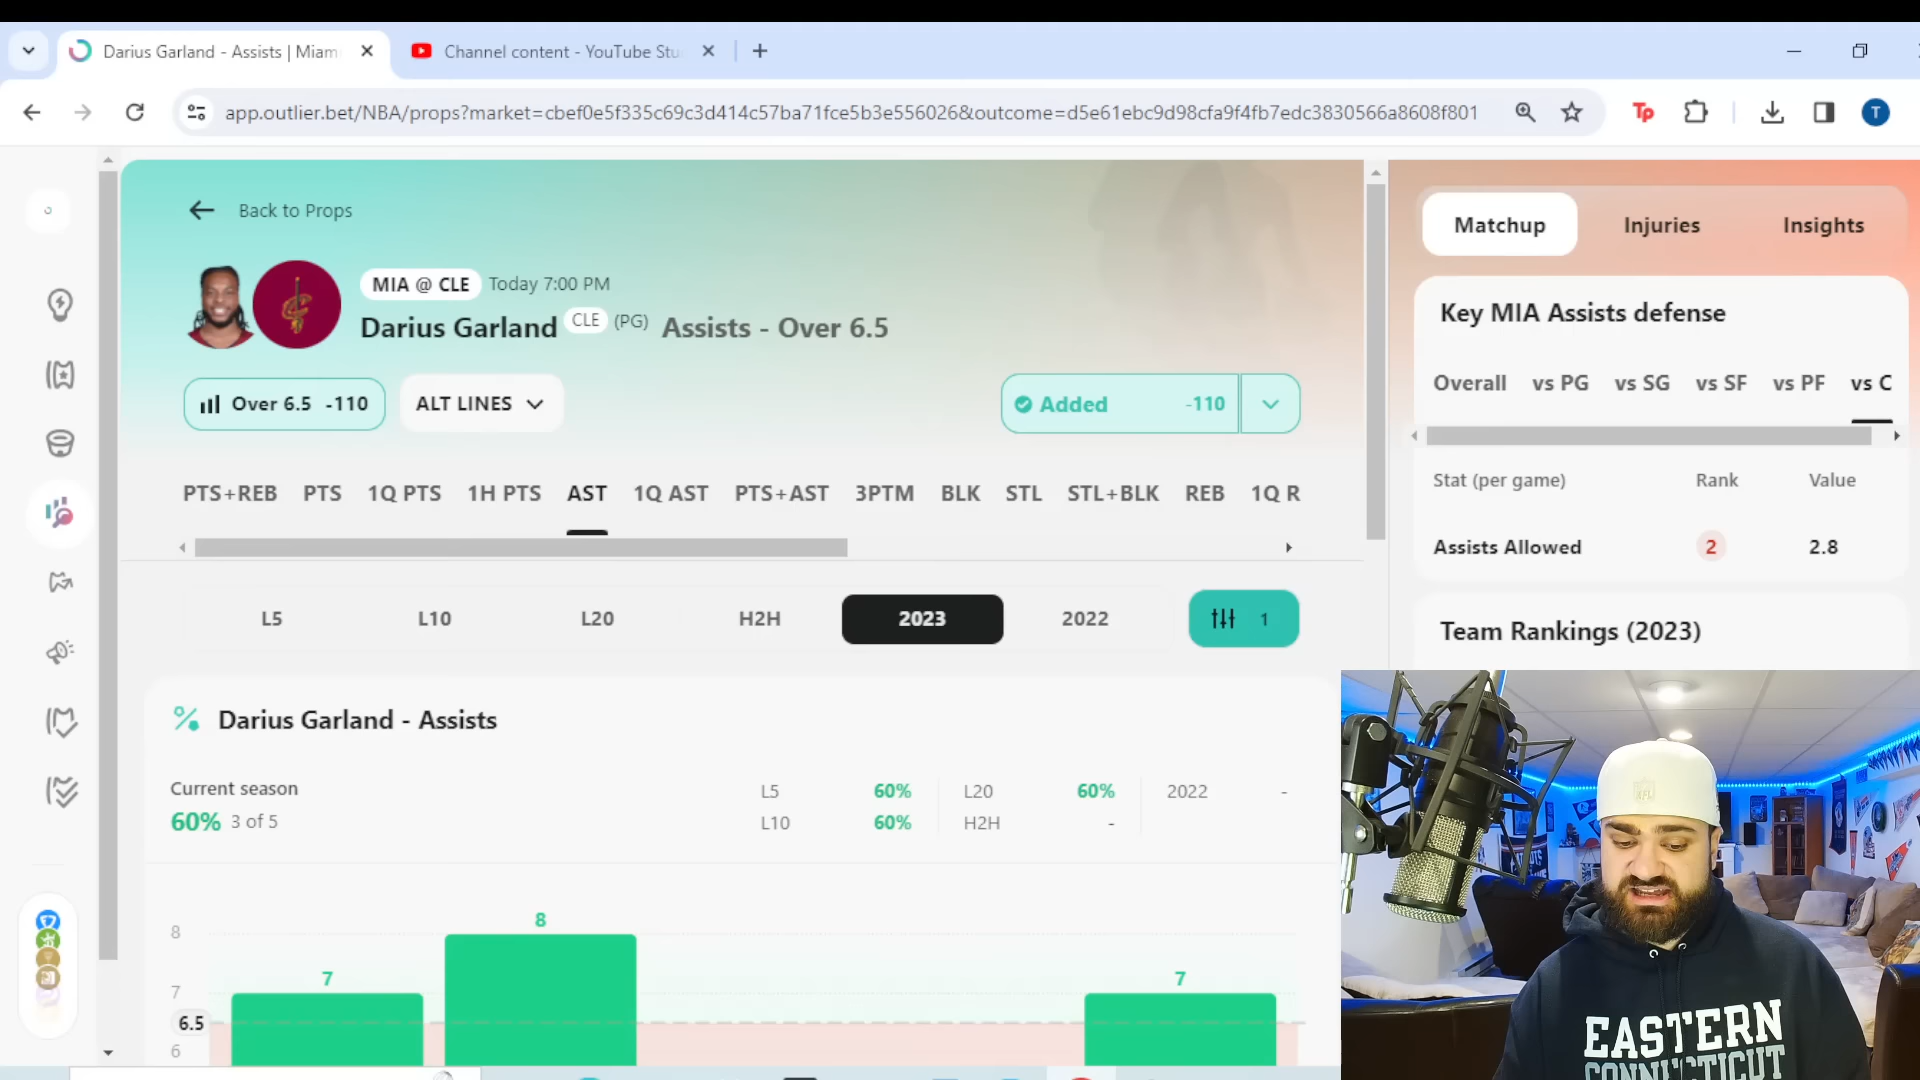 Darius Garland - Assists | Miam
Channel content - YouTube Stu
app.outlier.bet/NBA/props?market=cbef0e5f335c69c3d414c57ba71fce5b3e556026&outcome=d5e61ebc9d98cfa9f4fb7edc3830566a8608f801
Tp
T
Back to Props
MIA @ CLE Today 7:00 PM
Darius Garland CLE (PG) Assists - Over 6.5
Over 6.5 -110
ALT LINES
Added -110
PTS+REB PTS 1Q PTS 1H PTS AST 1Q AST PTS+AST 3PTM BLK STL STL+BLK REB 1Q R
L5 L10 L20 H2H 2023 2022 1
Darius Garland - Assists
Current season
60% 3 of 5
L5 60% L20 60% 2022 -
L10 60% H2H -
8
8
7
7
7
6.5
6
Matchup Injuries Insights
Key MIA Assists defense
Overall vs PG vs SG vs SF vs PF vs C
Stat (per game) Rank Value
Assists Allowed 2 2.8
Team Rankings (2023)
NFL
EASTERN
CONNECTICUT